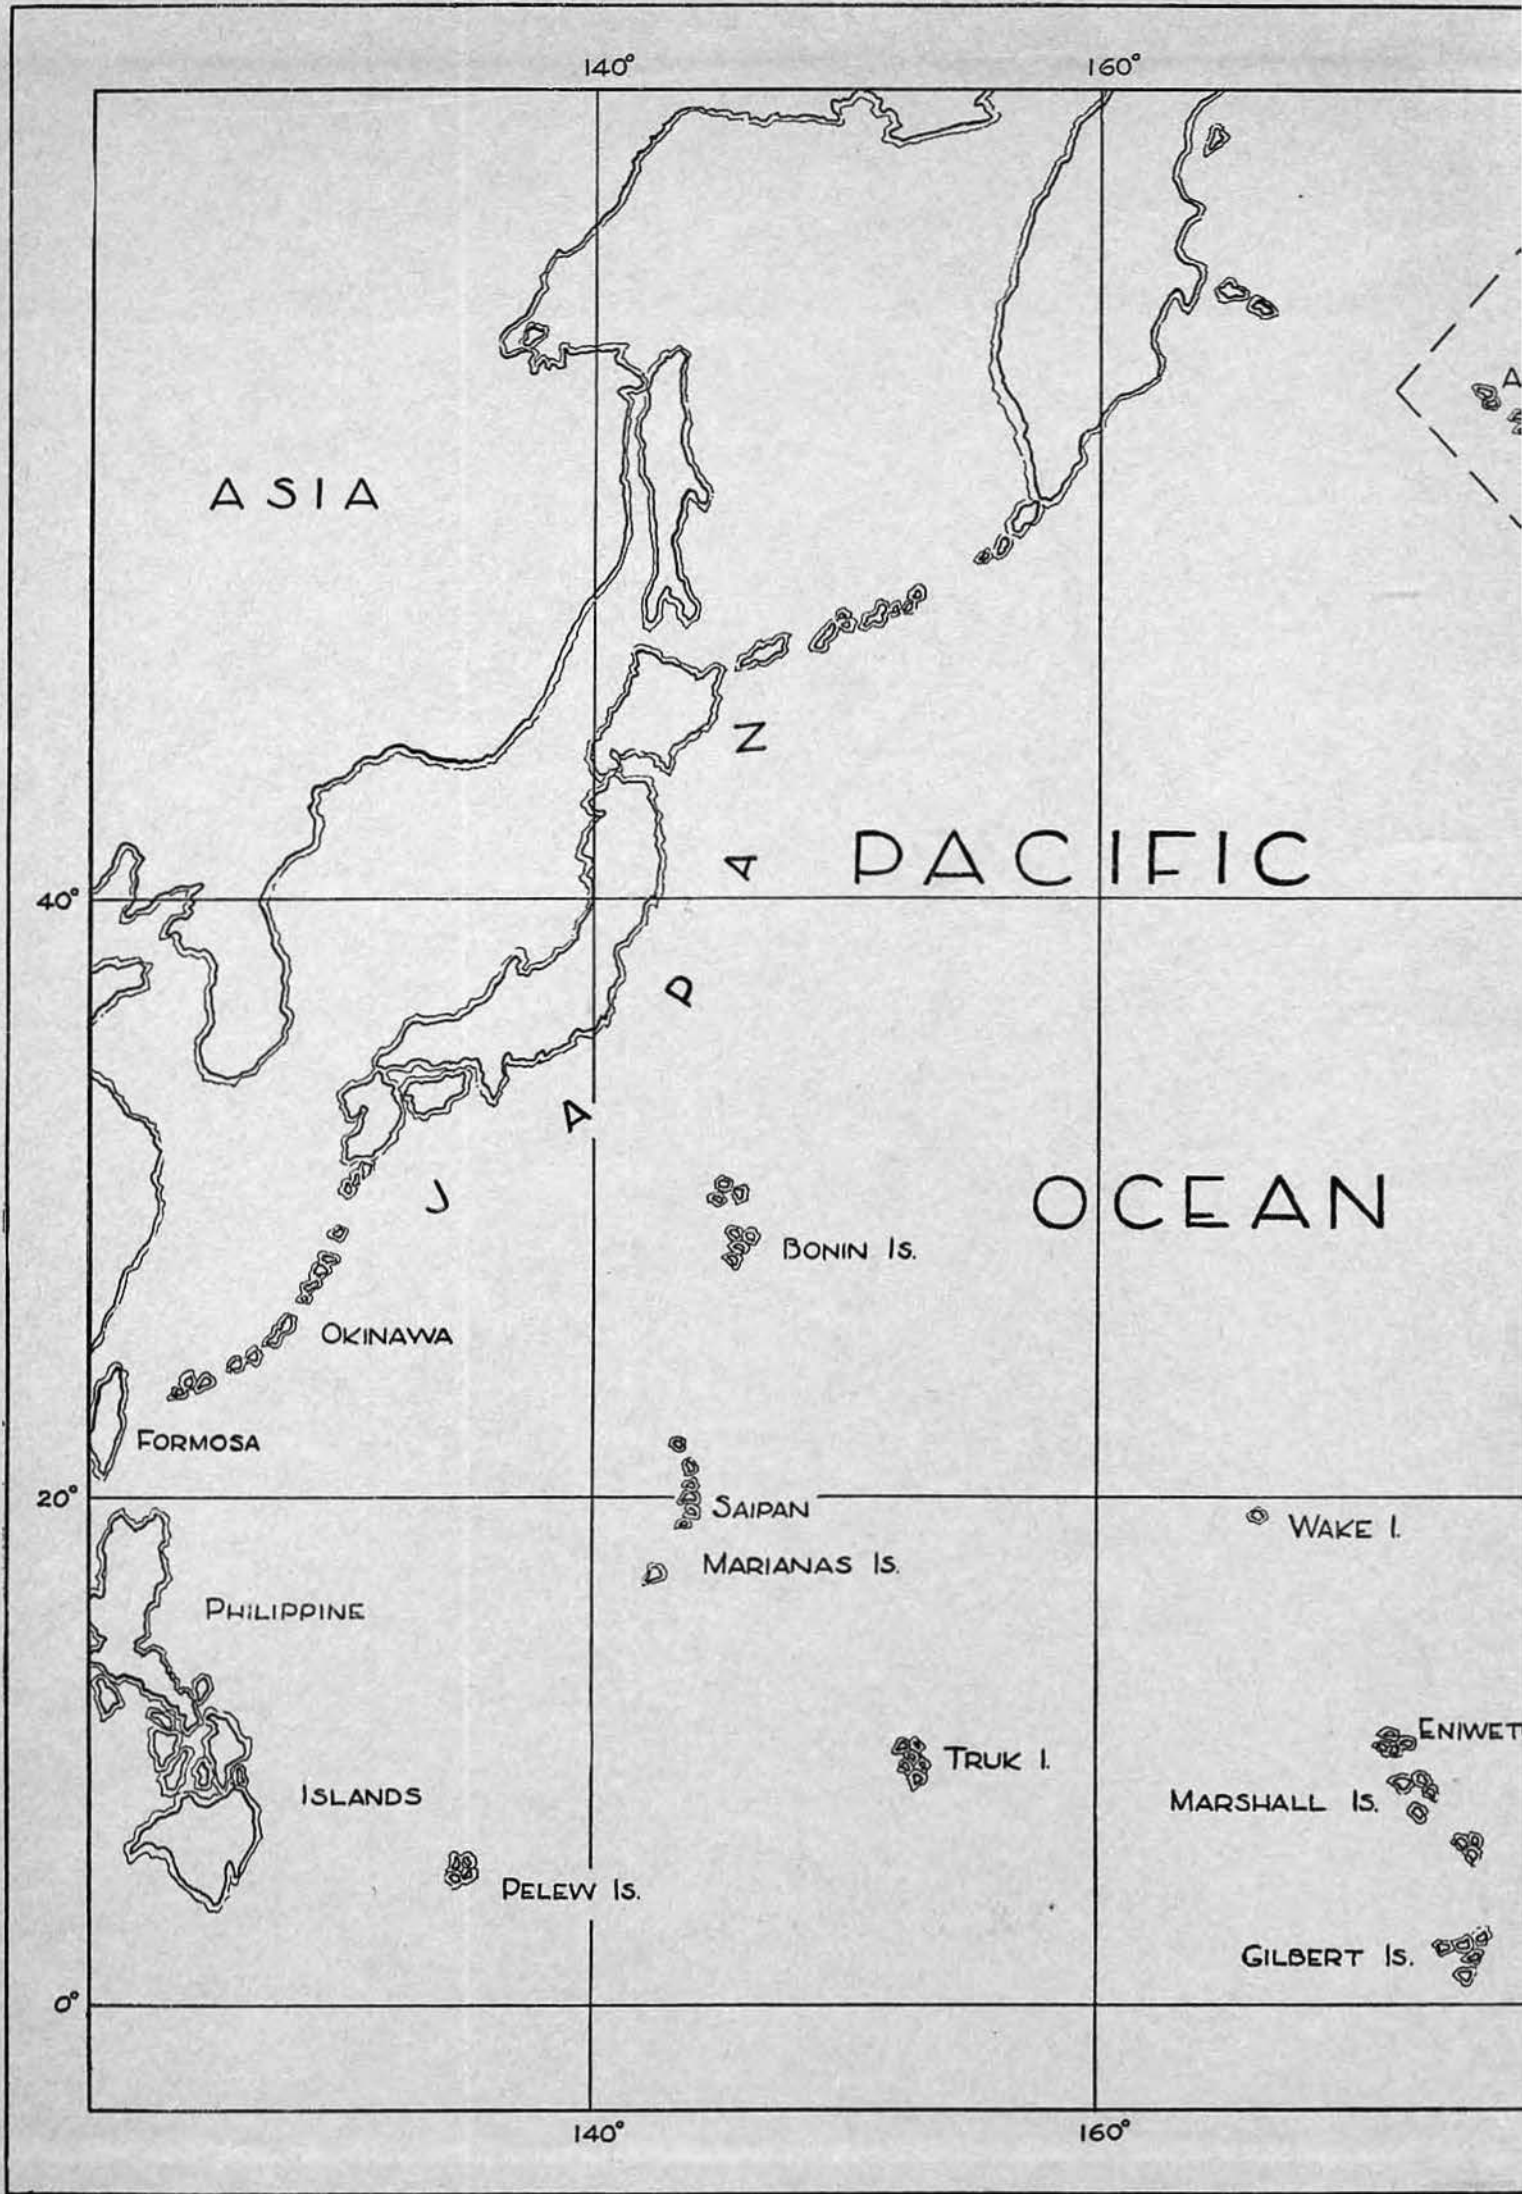 140° 160°
ASIA
JAPAN
PACIFIC
40°
OCEAN
BONIN Is.
OKINAWA
FORMOSA
20°
SAIPAN
WAKE I.
MARIANAS Is.
PHILIPPINE
ENIWET
TRUK I.
ISLANDS
MARSHALL Is.
PELEW Is.
GILBERT Is.
0°
140° 160°